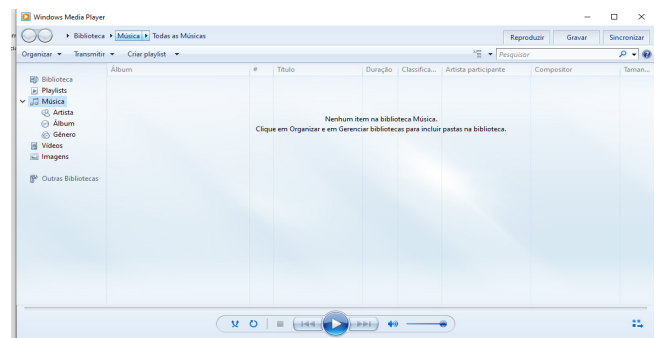 Windows Media Player
Biblioteca Música Todas as Músicas
Reproduzir Gravar Sincronizar
Organizar Transmitir Criar playlist
Pesquisar
Álbum # Título Duração Classifica... Artista participante Compositor Taman...
Biblioteca
Playlists
Música
Artista
Álbum
Gênero
Vídeos
Imagens
Outras Bibliotecas
Nenhum item na biblioteca Música.
Clique em Organizar e em Gerenciar bibliotecas para incluir pastas na biblioteca.